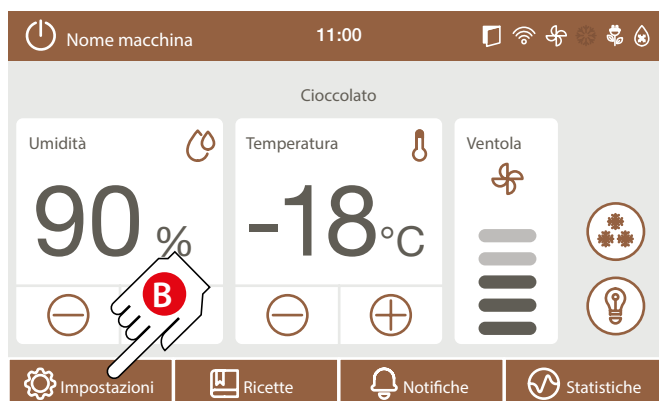 Nome macchina
11:00
Cioccolato
Umidità
Temperatura
Ventola
90 %
-18°C
B
Impostazioni
Ricette
Notifiche
Statistiche